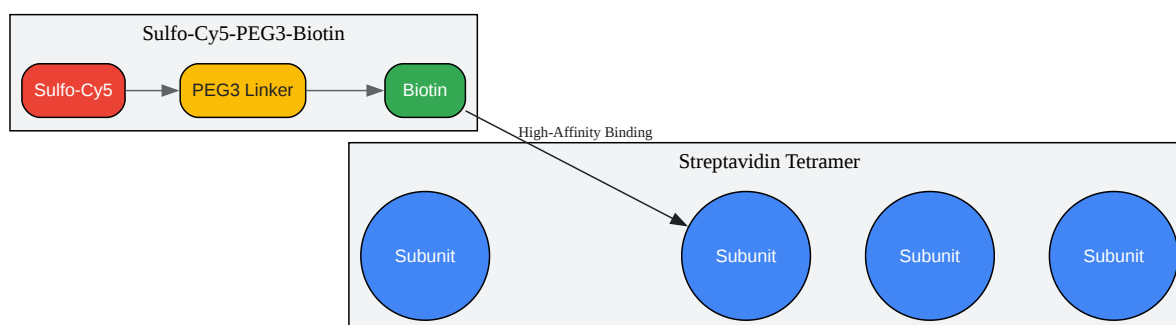 Sulfo-Cy5-PEG3-Biotin
Sulfo-Cy5
PEG3 Linker
Biotin
High-Affinity Binding
Streptavidin Tetramer
Subunit
Subunit
Subunit
Subunit